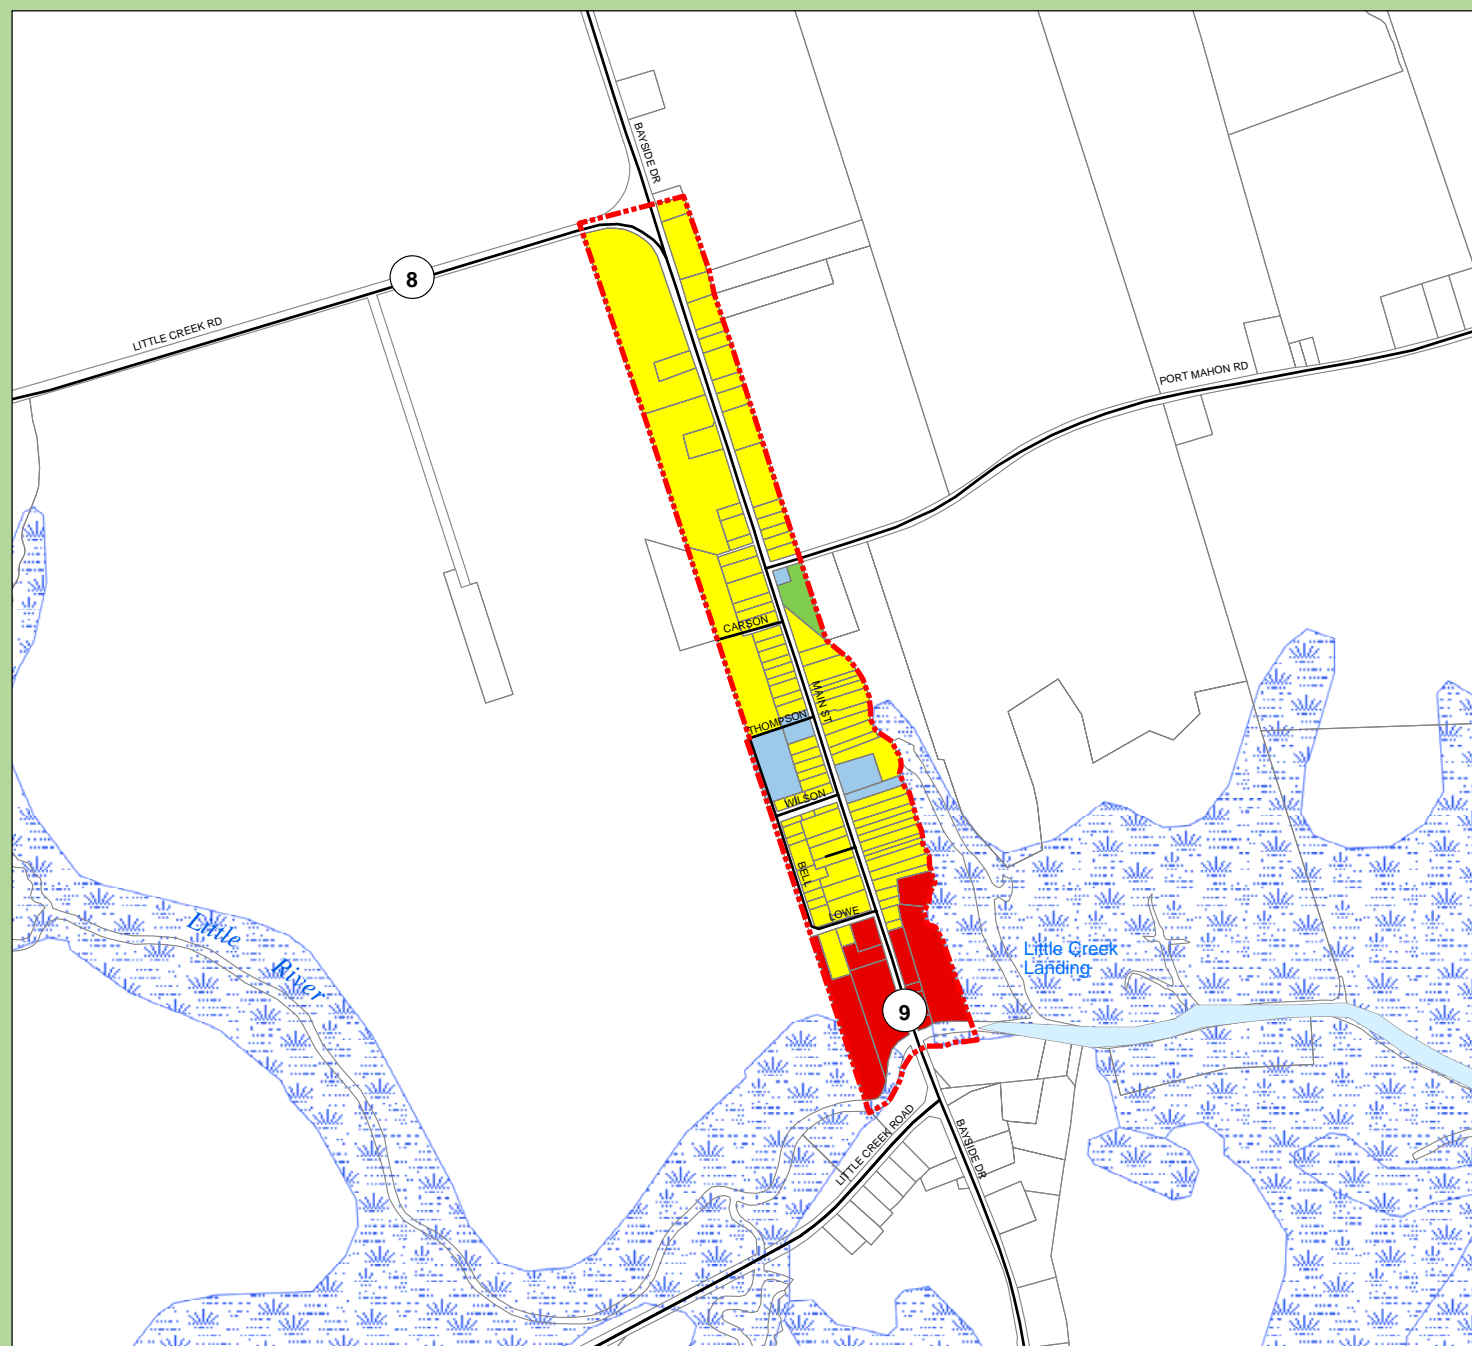 BAYSIDE DR
8
LITTLE CREEK RD
PORT MAHON RD
CARSON
MAIN ST
THOMPSON
WILSON
BELL
LOWE
Little
River
Little Creek
Landing
9
LITTLE CREEK ROAD
BAYSIDE DR